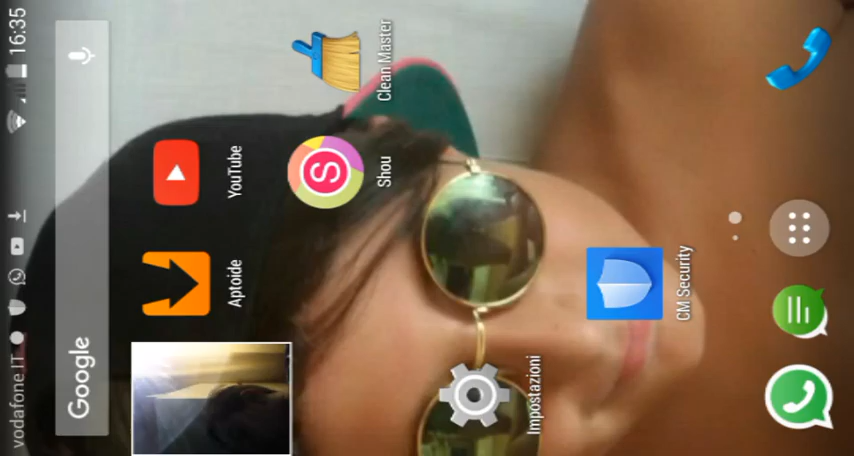 vodafone IT
16:35
Google
Clean Master
YouTube
Shou
S
Aptoide
CM Security
Impostazioni